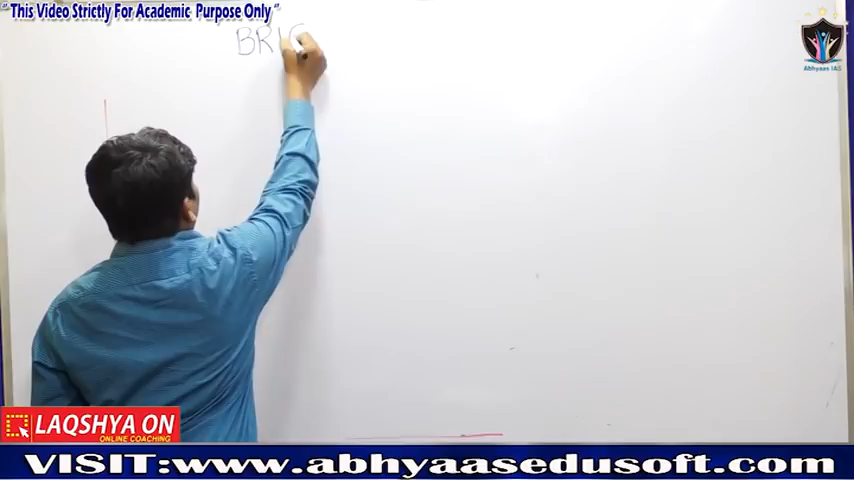 " This Video Strictly For Academic Purpose Only "
BRIC
Abhyaas IAS
LAQSHYA ON
ONLINE COACHING
VISIT:www.abhyaasedusoft.com